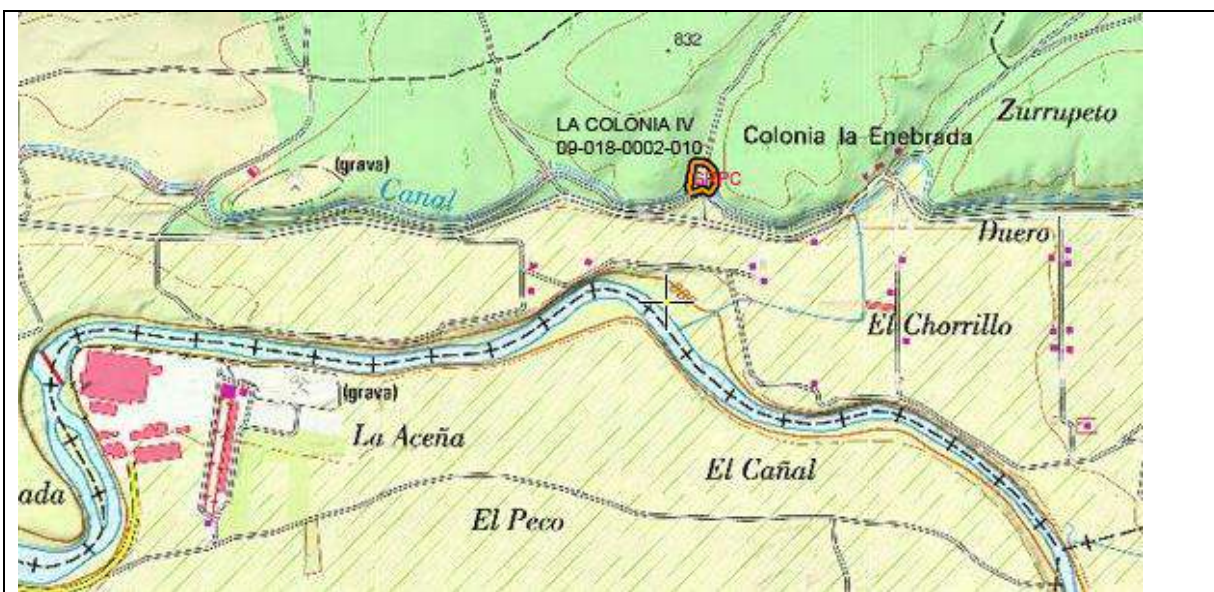 832
LA COLONIA IV
09-018-0002-010
Colonia la Enebrada
Zurrupeto
(grava)
Canal
Duero
El Chorrillo
(grava)
La Aceña
El Cañal
ada
El Peco